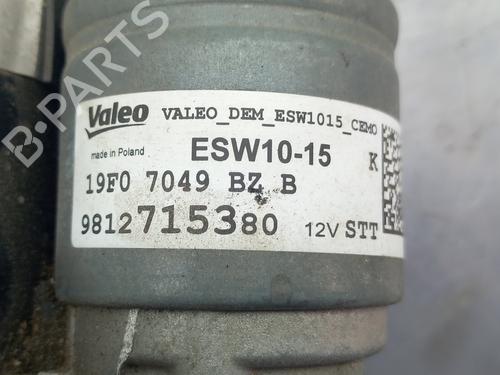 B-PARTS
Valeo VALEO_DEM_ESW1015_CEMO
made in Poland ESW10-15 K
19F0 7049 BZ B
9812715380 12V STT